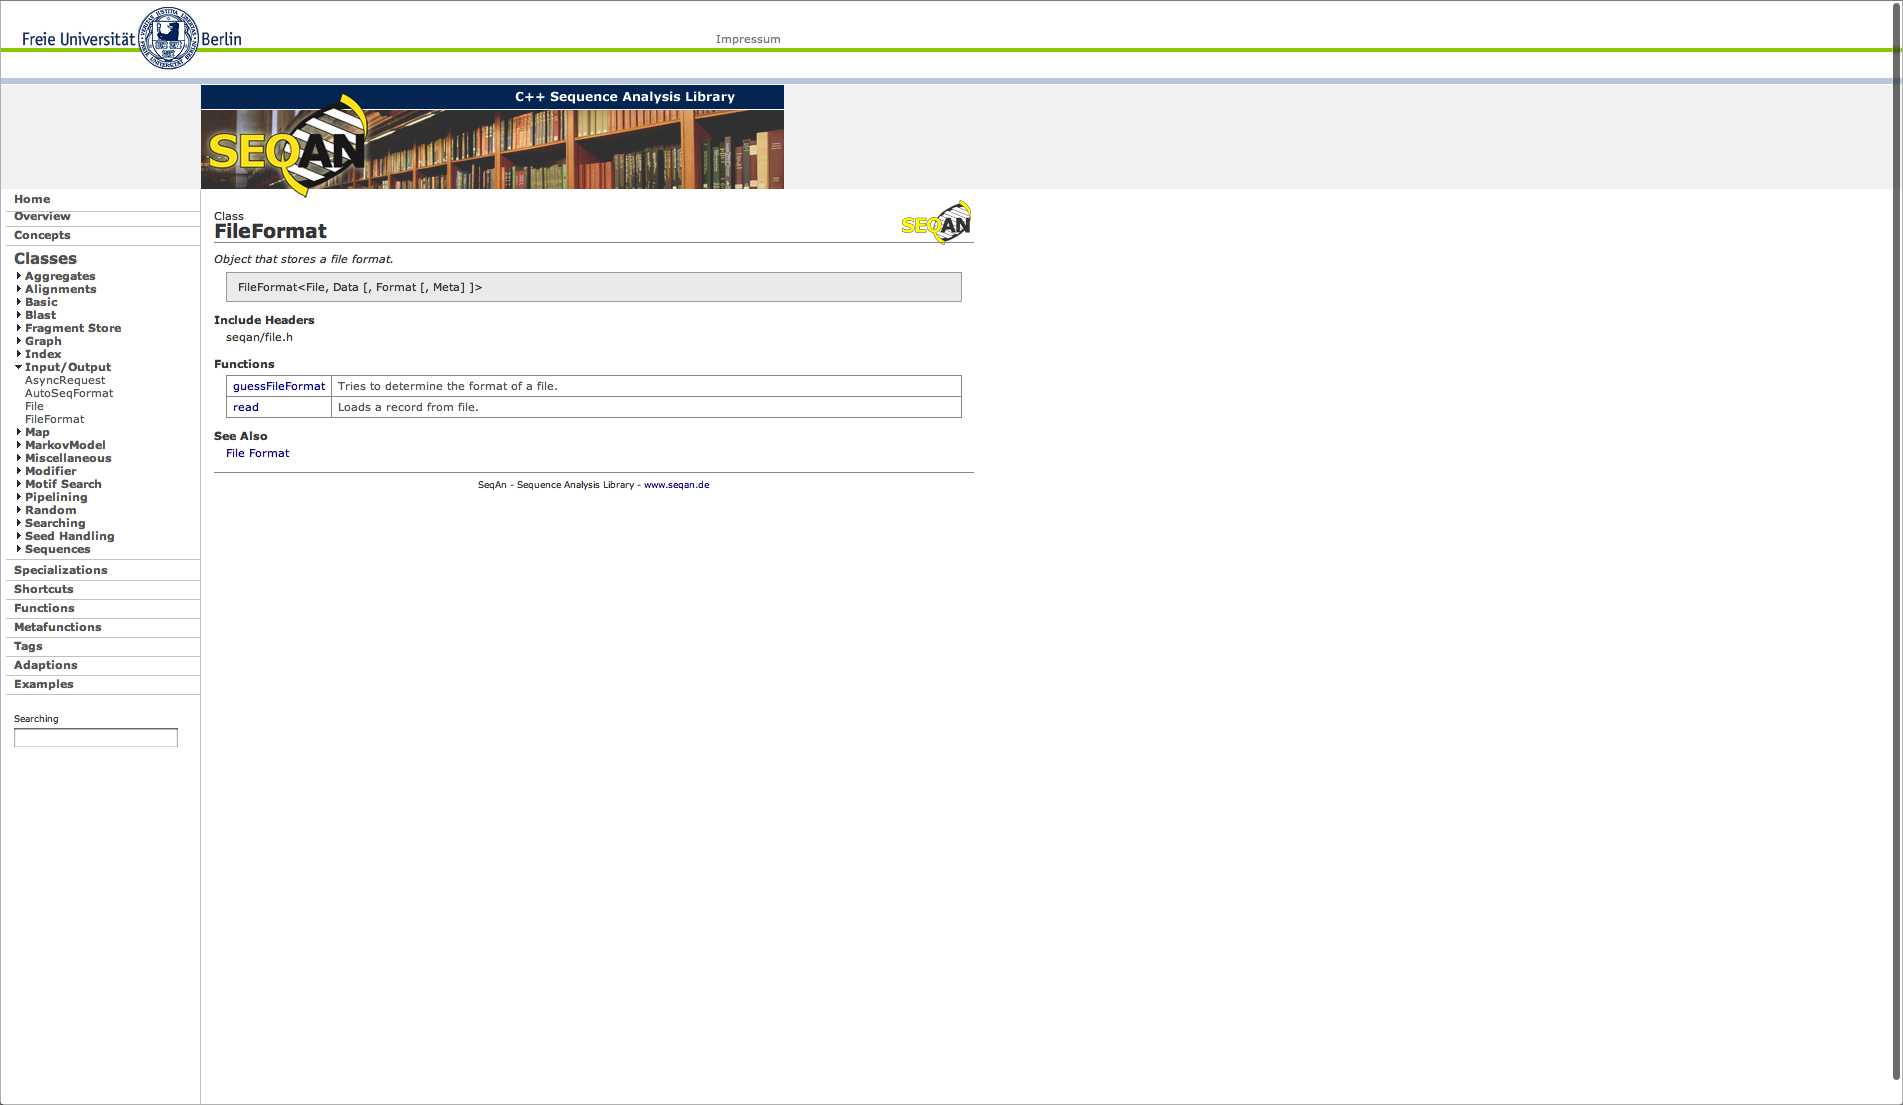 Freie Universität Berlin
Impressum
C++ Sequence Analysis Library
SEQAN
Home
Overview
Concepts
Classes
Aggregates
Alignments
Basic
Blast
Fragment Store
Graph
Index
Input/Output
AsyncRequest
AutoSeqFormat
File
FileFormat
Map
MarkovModel
Miscellaneous
Modifier
Motif Search
Pipelining
Random
Searching
Seed Handling
Sequences
Specializations
Shortcuts
Functions
Metafunctions
Tags
Adaptions
Examples
Searching
Class
FileFormat
SEQAN
Object that stores a file format.
FileFormat<File, Data [, Format [, Meta] ]>
Include Headers
seqan/file.h
Functions
guessFileFormat Tries to determine the format of a file.
read Loads a record from file.
See Also
File Format
SeqAn - Sequence Analysis Library - www.seqan.de